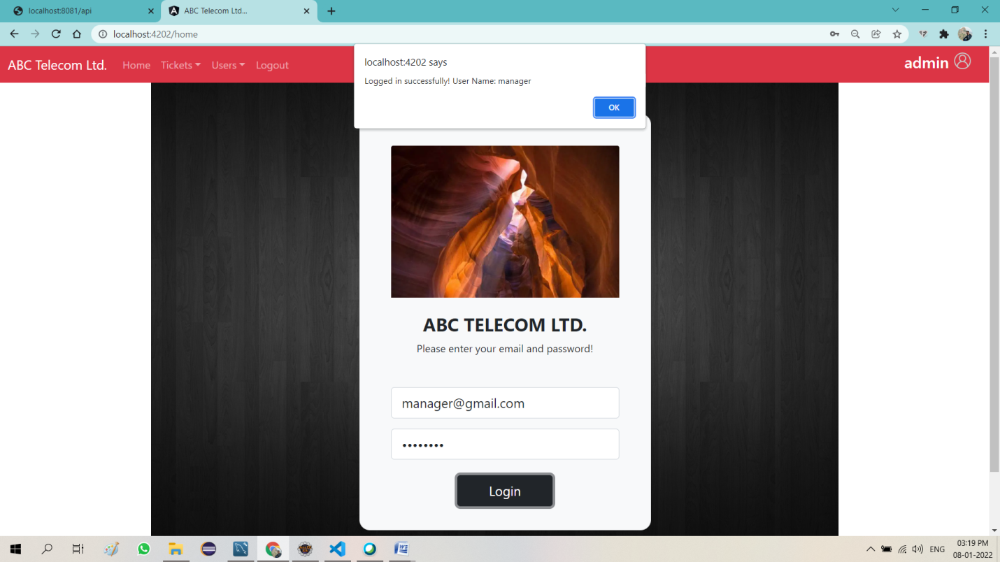 localhost:8081/api
ABC Telecom Ltd...
localhost:4202/home
ABC Telecom Ltd. Home Tickets Users Logout
admin
localhost:4202 says
Logged in successfully! User Name: manager
OK
ABC TELECOM LTD.
Please enter your email and password!
manager@gmail.com
••••••••
Login
ENG
03:19 PM
08-01-2022